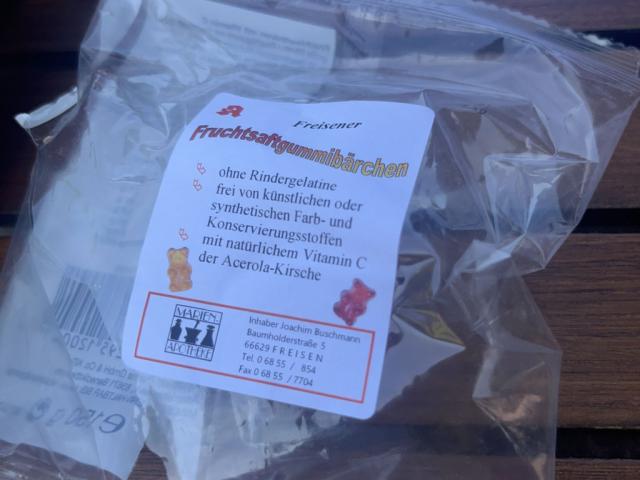 Freisener
Fruchtsaftgummibärchen
ohne Rindergelatine
frei von künstlichen oder
synthetischen Farb- und
Konservierungsstoffen
mit natürlichem Vitamin C
der Acerola-Kirsche
MARIEN-
APOTHEKE
Inhaber Joachim Buschmann
Baumholderstraße 5
66629 FREISEN
Tel. 0 68 55 / 854
Fax 0 68 55 / 7704
150 g e